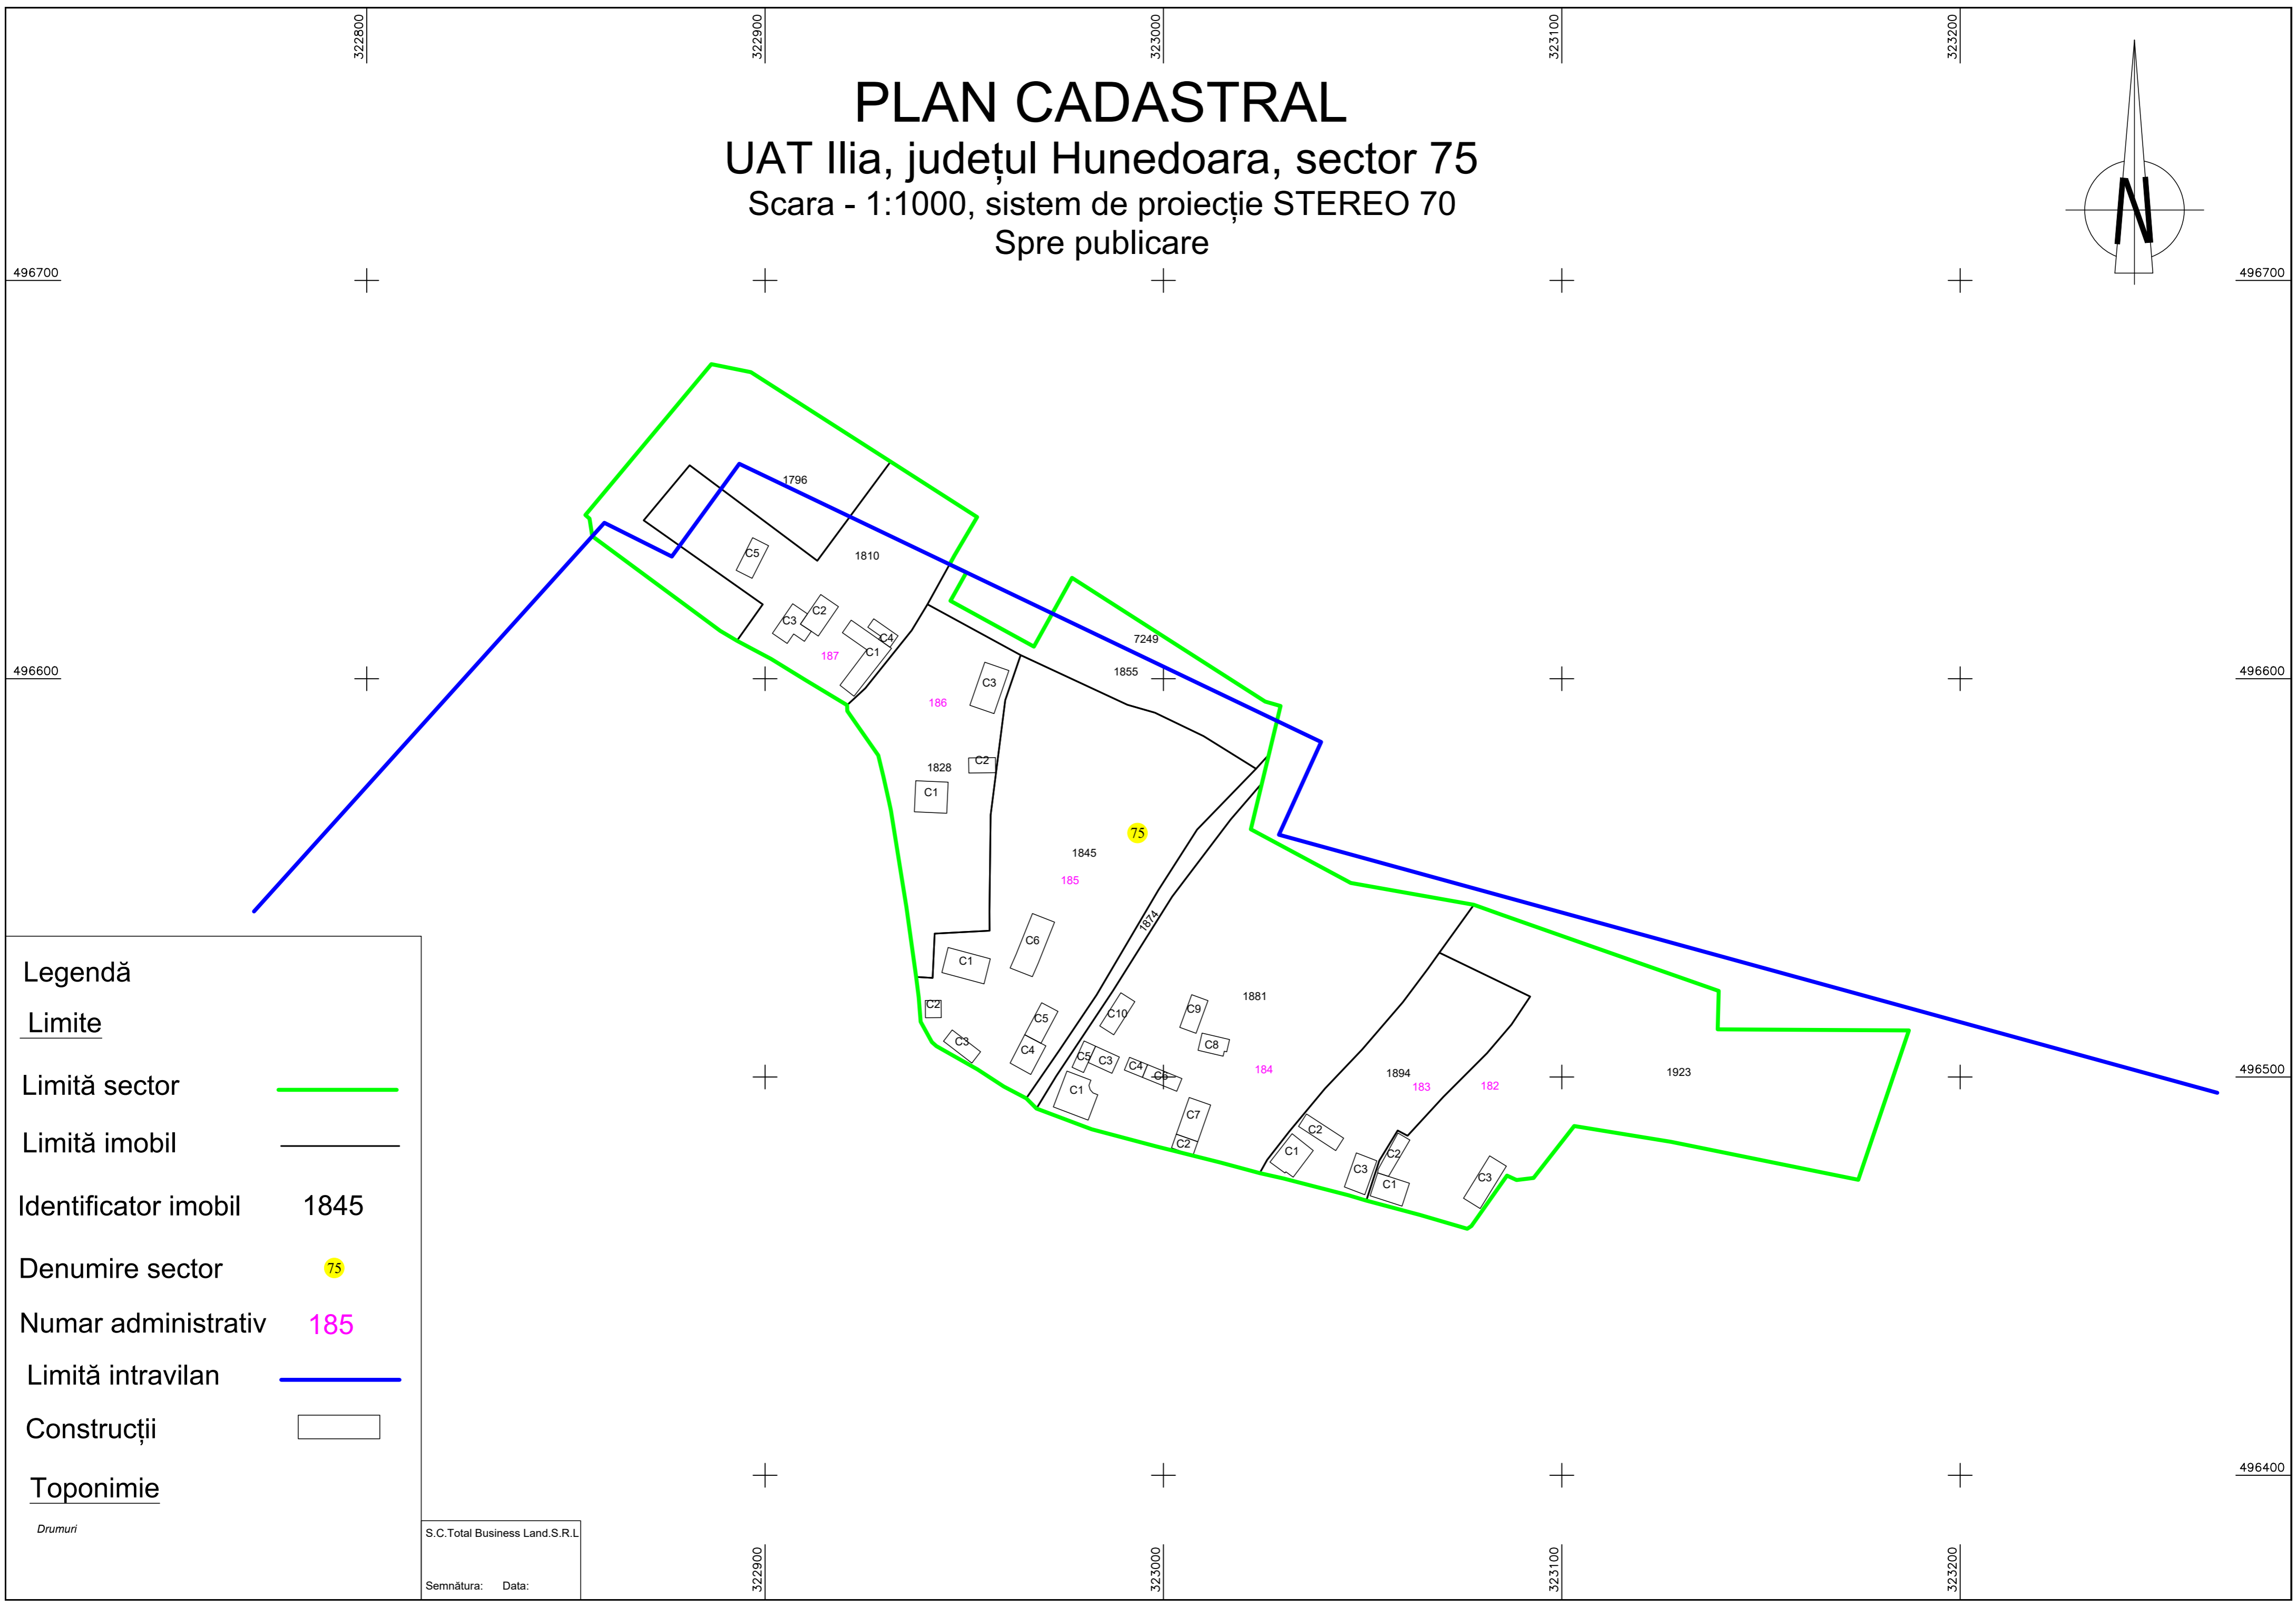 322800
322900
323000
323100
323200
PLAN CADASTRAL
UAT Ilia, județul Hunedoara, sector 75
Scara - 1:1000, sistem de proiecție STEREO 70
Spre publicare
N
496700
496700
1796
C5
1810
C2
C3
C4
C1
187
7249
496600
1855
496600
C3
186
C2
1828
C1
75
1845
185
1874
C6
C1
C2
C5
C3
C4
1881
C10
C9
C8
C5
C3
C4
C6
C1
184
C7
C2
1894
183
182
1923
496500
C2
C1
C3
C2
C1
C3
Legendă
Limite
Limită sector
Limită imobil
Identificator imobil 1845
Denumire sector 75
Numar administrativ 185
Limită intravilan
Construcții
Toponimie
Drumuri
496400
S.C.Total Business Land.S.R.L
Semnătura: Data:
322900
323000
323100
323200